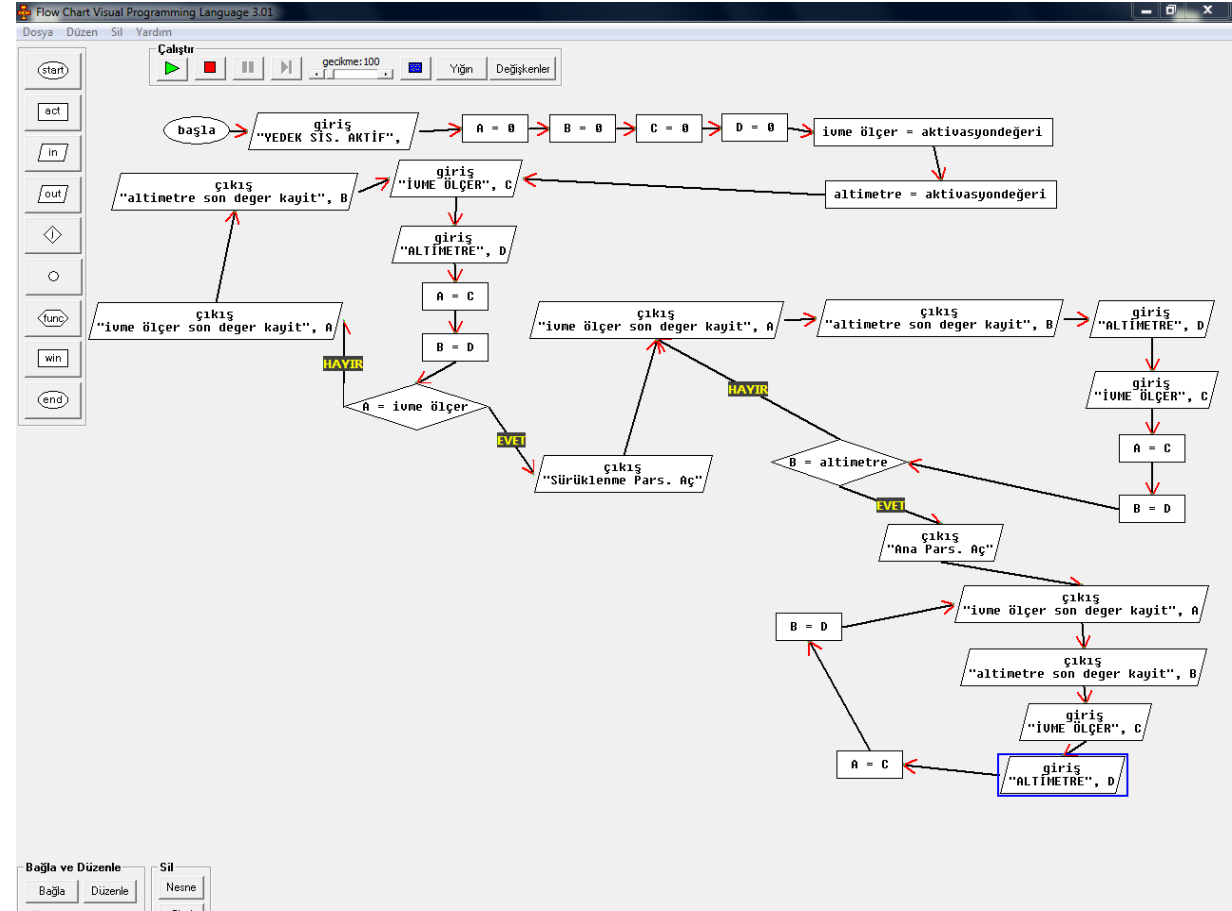 Flow Chart Visual Programming Language 3.01
Dosya Düzen Sil Yardım
Çalıştır
gecikme:100
Yığın
Değişkenler
start
act
in
out
func
win
end
başla
giriş
"YEDEK SİS. AKTİF",
A = 0
B = 0
C = 0
D = 0
ivme ölçer = aktivasyondeğeri
altimetre = aktivasyondeğeri
giriş
"İVME ÖLÇER", C
çıkış
"altimetre son deger kayit", B
giriş
"ALTİMETRE", D
A = C
B = D
çıkış
"ivme ölçer son deger kayit", A
HAYIR
A = ivme ölçer
EVET
çıkış
"Sürüklenme Pars. Aç"
çıkış
"ivme ölçer son deger kayit", A
çıkış
"altimetre son deger kayit", B
giriş
"ALTİMETRE", D
giriş
"İVME ÖLÇER", C
A = C
B = D
HAYIR
B = altimetre
EVET
çıkış
"Ana Pars. Aç"
çıkış
"ivme ölçer son deger kayit", A
çıkış
"altimetre son deger kayit", B
giriş
"İVME ÖLÇER", C
giriş
"ALTİMETRE", D
A = C
B = D
Bağla ve Düzenle
Bağla
Düzenle
Sil
Nesne